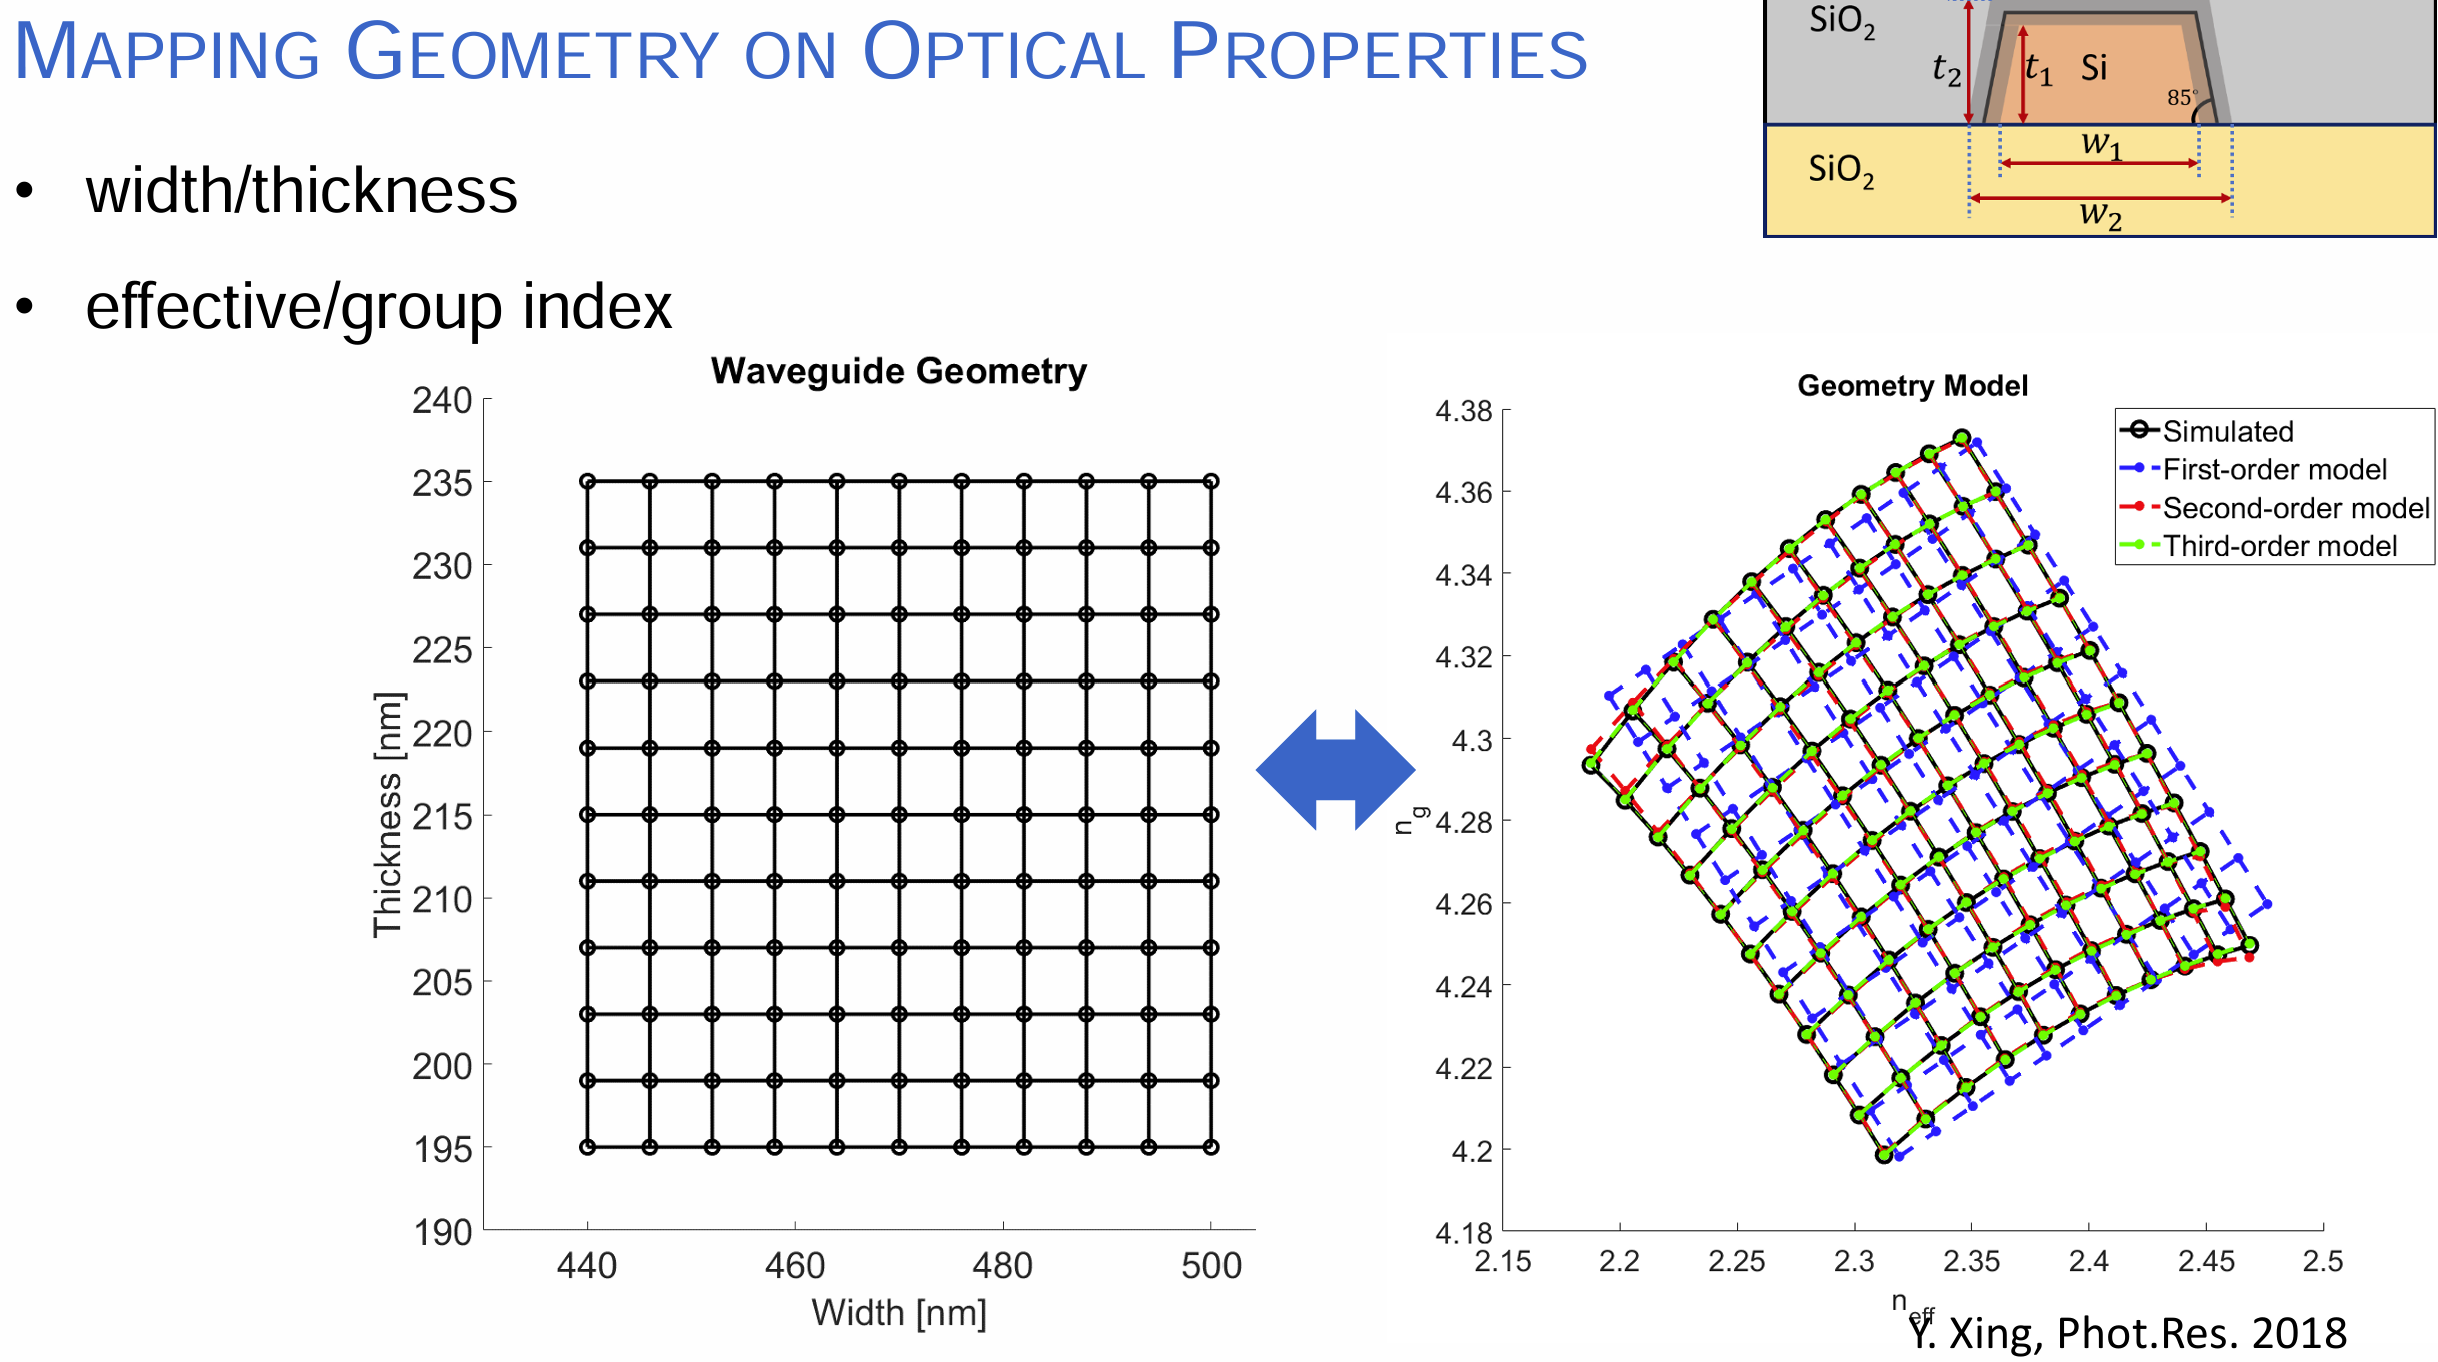 MAPPING GEOMETRY ON OPTICAL PROPERTIES
• width/thickness
• effective/group index
SiO2
t2
t1
Si
85°
w1
SiO2
w2
Waveguide Geometry
240
235
230
225
220
215
210
205
200
195
190
Thickness [nm]
440 460 480 500
Width [nm]
Geometry Model
4.38
4.36
4.34
4.32
4.3
4.28
4.26
4.24
4.22
4.2
4.18
ng
2.15 2.2 2.25 2.3 2.35 2.4 2.45 2.5
neff
Simulated
First-order model
Second-order model
Third-order model
Y. Xing, Phot.Res. 2018